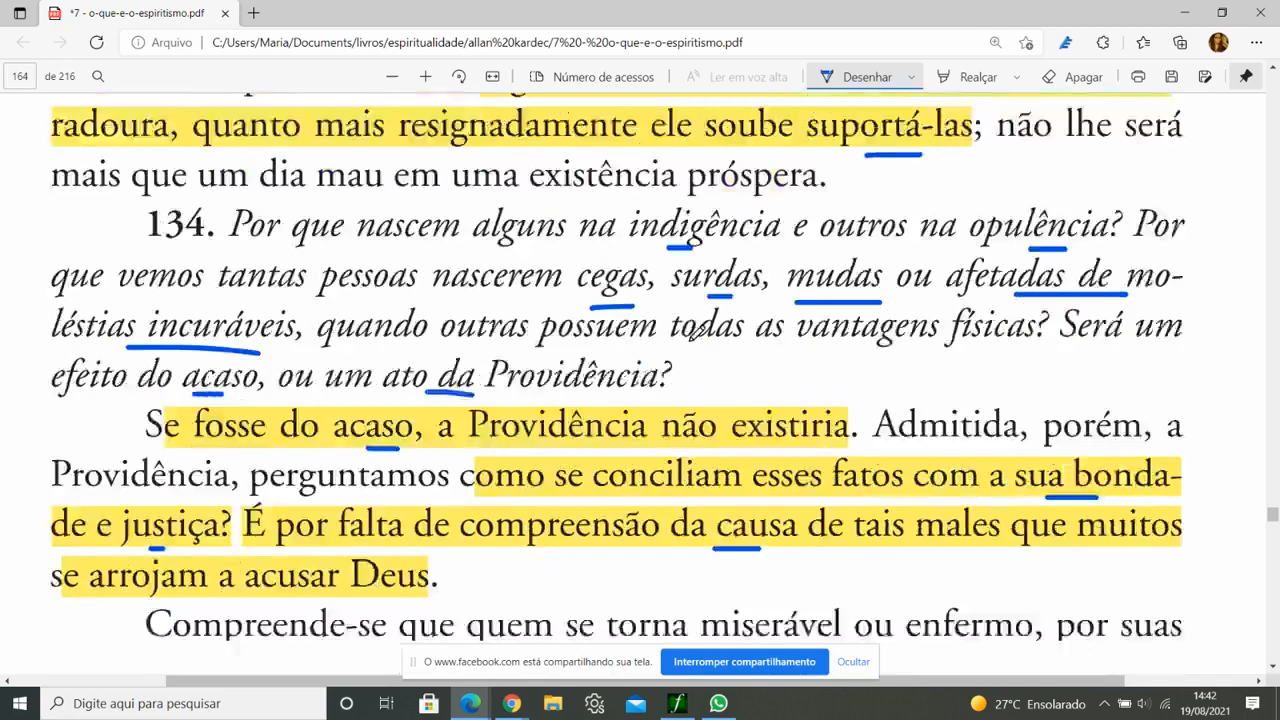 *7 - o-que-e-o-espiritismo.pdf
Arquivo C:/Users/Maria/Documents/livros/espiritualidade/allan%20kardec/7%20-%20o-que-e-o-espiritismo.pdf
164 de 216 Número de acessos Ler em voz alta Desenhar Realçar Apagar
radoura, quanto mais resignadamente ele soube suportá-las; não lhe será
mais que um dia mau em uma existência próspera.
134. Por que nascem alguns na indigência e outros na opulência? Por
que vemos tantas pessoas nascerem cegas, surdas, mudas ou afetadas de mo-
léstias incuráveis, quando outras possuem todas as vantagens físicas? Será um
efeito do acaso, ou um ato da Providência?
Se fosse do acaso, a Providência não existiria. Admitida, porém, a
Providência, perguntamos como se conciliam esses fatos com a sua bonda-
de e justiça? É por falta de compreensão da causa de tais males que muitos
se arrojam a acusar Deus.
Compreende-se que quem se torna miserável ou enfermo, por suas
O www.facebook.com está compartilhando sua tela. Interromper compartilhamento Ocultar
Digite aqui para pesquisar 27°C Ensolarado 14:42
19/08/2021